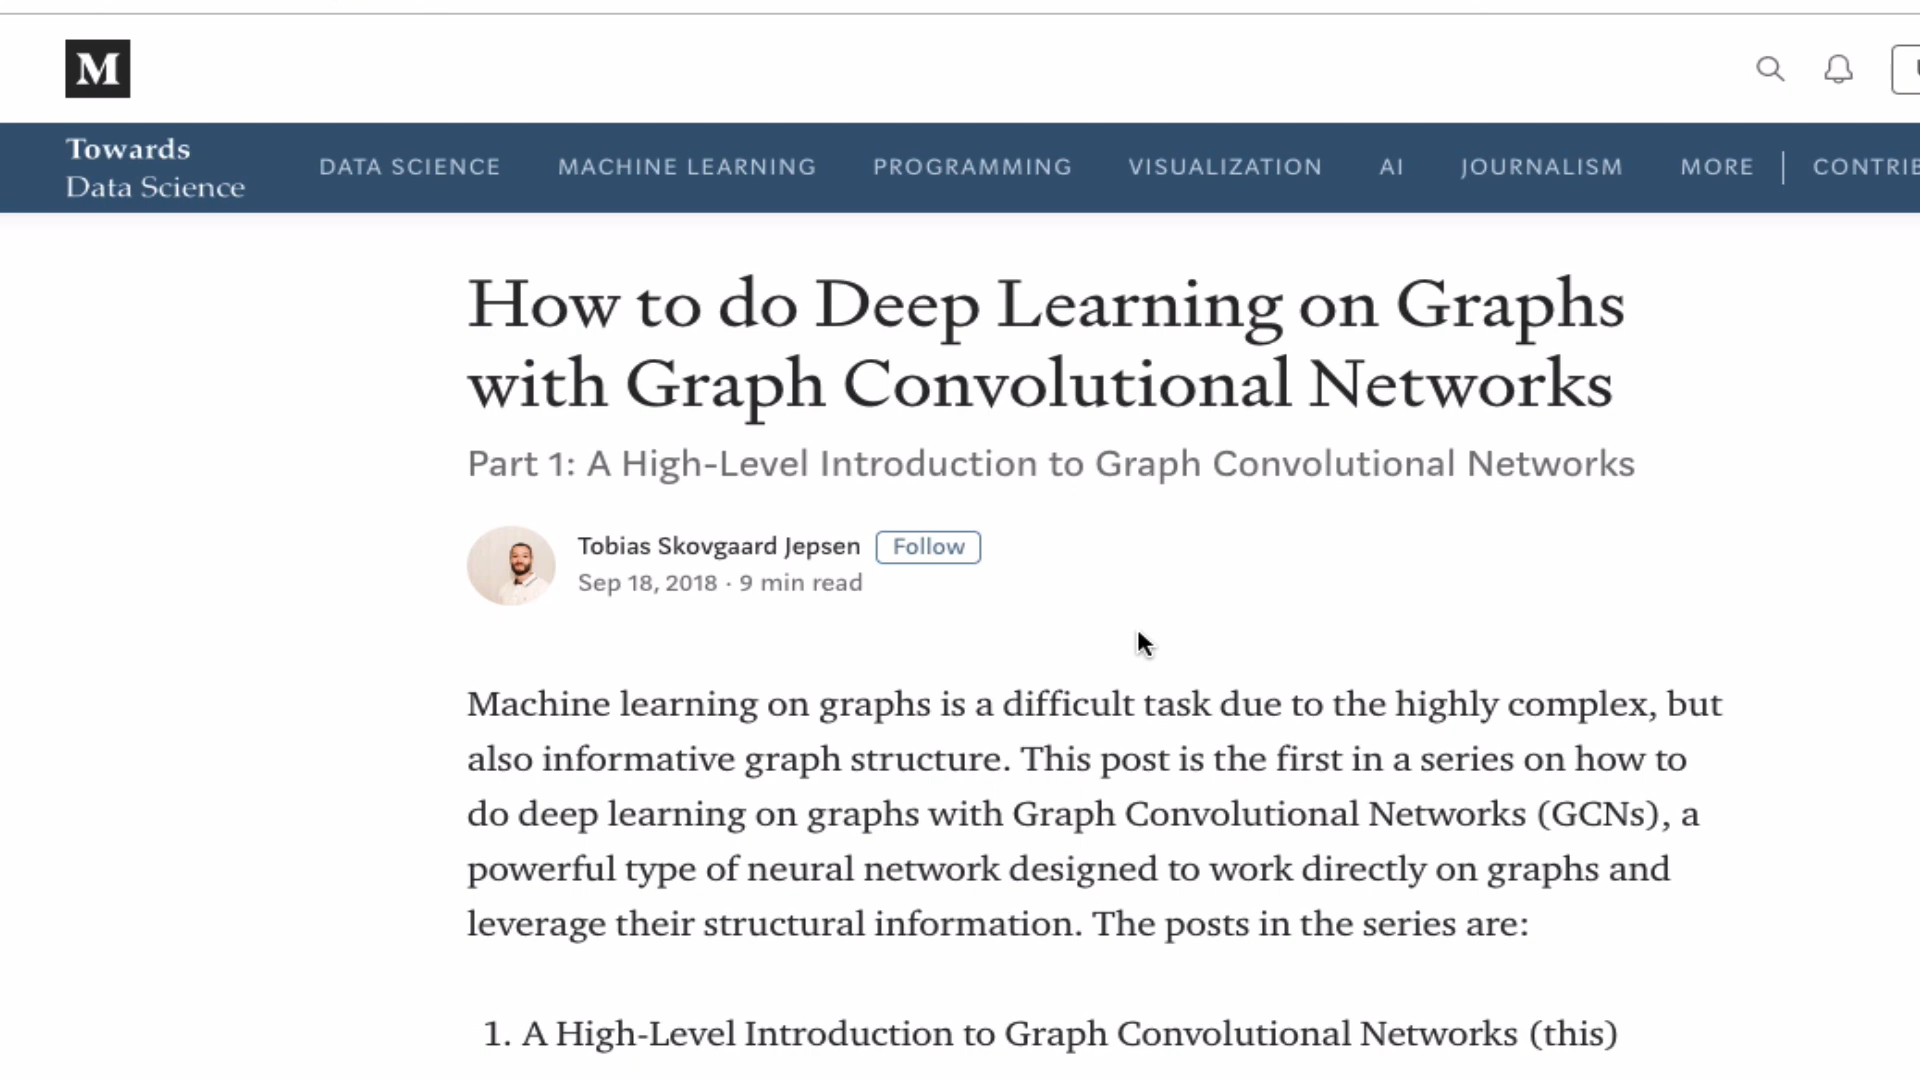 M
Towards
Data Science
DATA SCIENCE MACHINE LEARNING PROGRAMMING VISUALIZATION AI JOURNALISM MORE
How to do Deep Learning on Graphs
with Graph Convolutional Networks
Part 1: A High-Level Introduction to Graph Convolutional Networks
Tobias Skovgaard Jepsen Follow
Sep 18, 2018 · 9 min read
Machine learning on graphs is a difficult task due to the highly complex, but
also informative graph structure. This post is the first in a series on how to
do deep learning on graphs with Graph Convolutional Networks (GCNs), a
powerful type of neural network designed to work directly on graphs and
leverage their structural information. The posts in the series are:
1. A High-Level Introduction to Graph Convolutional Networks (this)